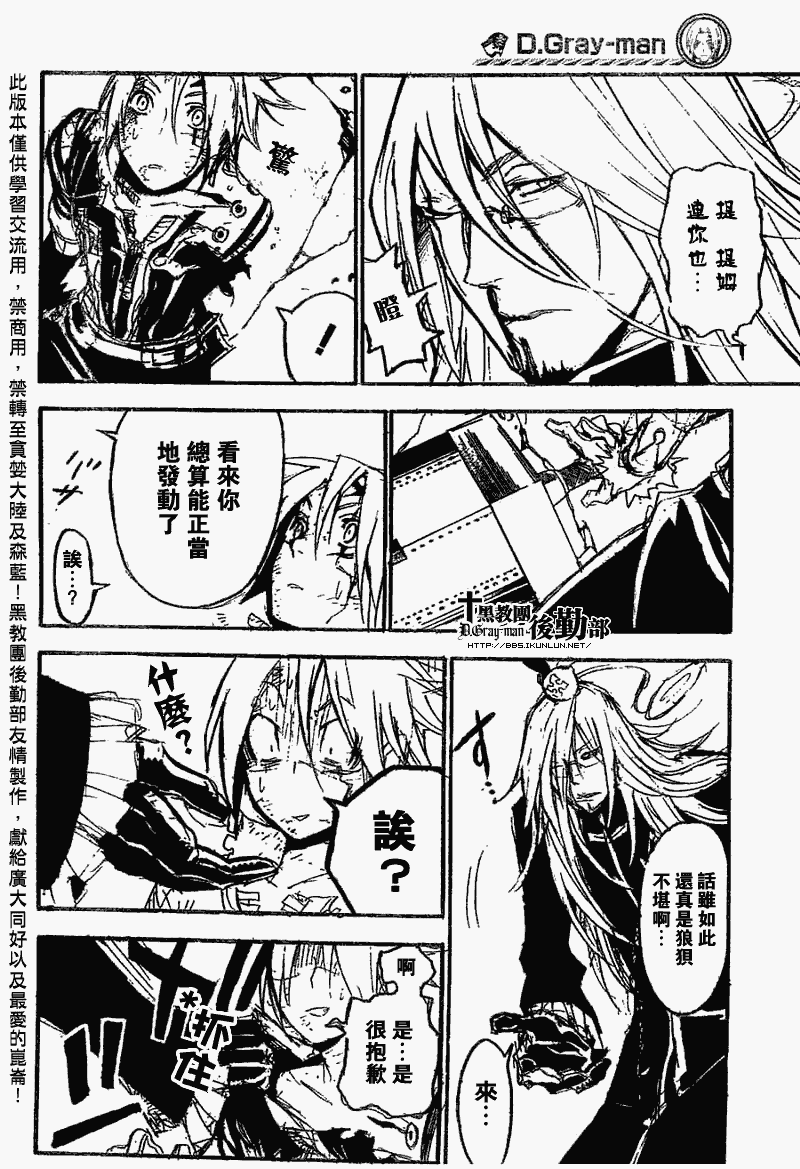 D.Gray-man
提 提姆
連你也…
瞪
驚
!
看來你
總算能正當
地發動了
誒…?
十黑教團
D.Gray-man 後勤部
HTTP://BBS.IKUNLUN.NET/
す…
話雖如此
還真是狼狽
不堪啊…
來…
什麼?
誒?
啊
是…是
很抱歉
*抓住
此版本僅供學習交流用,禁商用,禁轉至貪婪大陸及森藍!黑教團後勤部友情製作,獻給廣大同好以及最愛的崑崙!